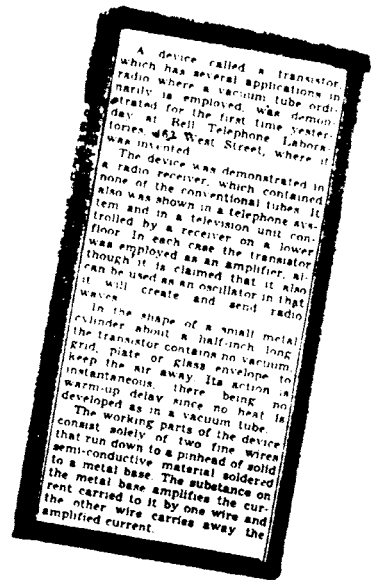 A device called a transistor,
which has several applications in
radio where a vacuum tube ordi-
narily is employed, was demon-
strated for the first time yester-
day at Bell Telephone Labora-
tories, 463 West Street, where it
was invented.
The device was demonstrated in
a radio receiver, which contained
none of the conventional tubes. It
also was shown in a telephone sys-
tem and in a television unit con-
trolled by a receiver on a lower
floor. In each case the transistor
was employed as an amplifier, al-
though it is claimed that it also
can be used as an oscillator in that
it will create and send radio
waves.
In the shape of a small metal
cylinder about a half-inch long,
the transistor contains no vacuum,
grid, plate or glass envelope to
keep the air away. Its action is
instantaneous, there being no
warm-up delay since no heat is
developed as in a vacuum tube.
The working parts of the device
consist solely of two fine wires
that run down to a pinhead of solid
semi-conductive material soldered
to a metal base. The substance on
the metal base amplifies the cur-
rent carried to it by one wire and
the other wire carries away the
amplified current.